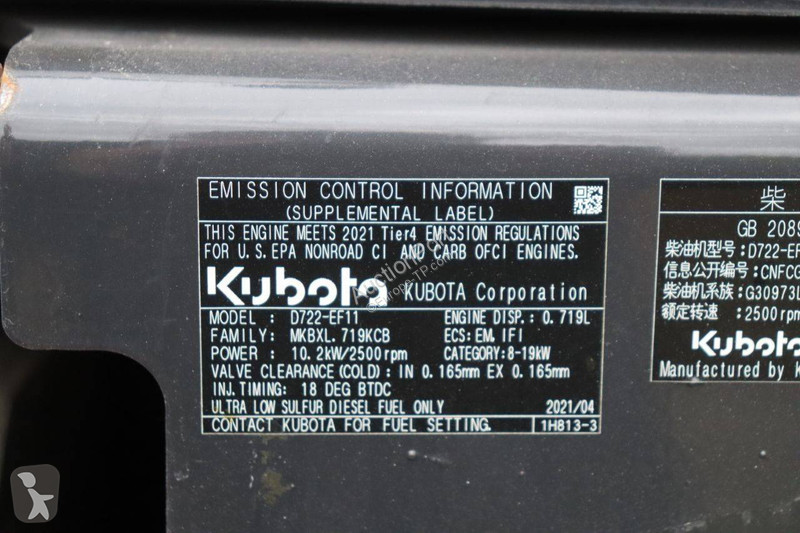 EMISSION CONTROL INFORMATION
(SUPPLEMENTAL LABEL)
THIS ENGINE MEETS 2021 Tier4 EMISSION REGULATIONS
FOR U.S. EPA NONROAD CI AND CARB OFCI ENGINES.
Kubota KUBOTA Corporation
MODEL : D722-EF11 ENGINE DISP.: 0.719L
FAMILY: MKBXL.719KCB ECS:EM, IFI
POWER : 10.2kW/2500rpm CATEGORY:8-19kW
VALVE CLEARANCE(COLD): IN 0.165mm EX 0.165mm
INJ.TIMING: 18 DEG BTDC
ULTRA LOW SULFUR DIESEL FUEL ONLY 2021/04
CONTACT KUBOTA FOR FUEL SETTING. 1H813-3
柴
GB 2089
柴油机型号:D722-EF
信息公开编号:CNFCG
柴油机系族:G30973L
额定转速 :2500rpm
Kubota
Manufactured by K
Auctionport
Europe-TP.com